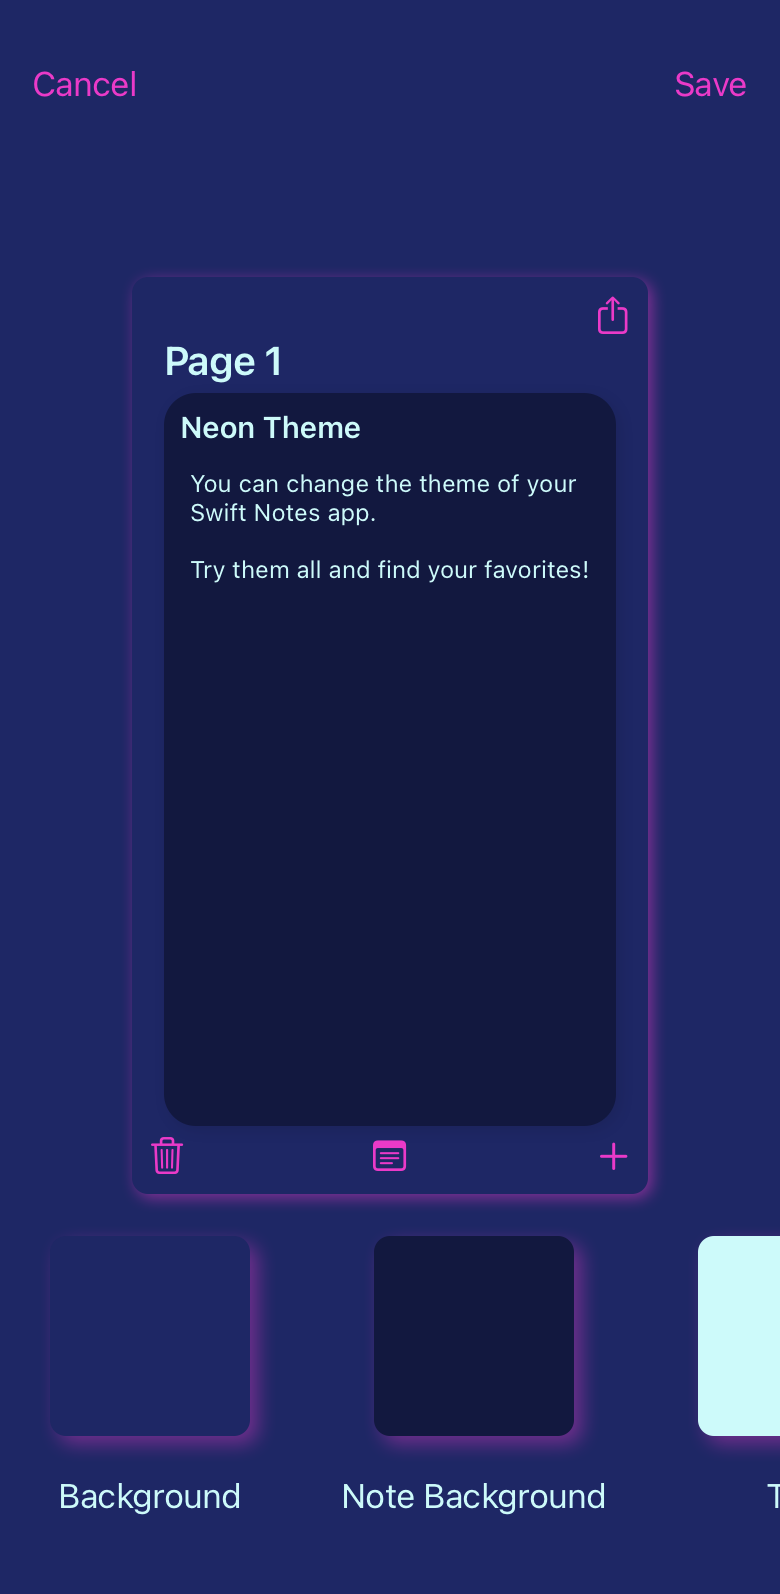 Cancel
Save
Page 1
Neon Theme
You can change the theme of your
Swift Notes app.
Try them all and find your favorites!
Background
Note Background